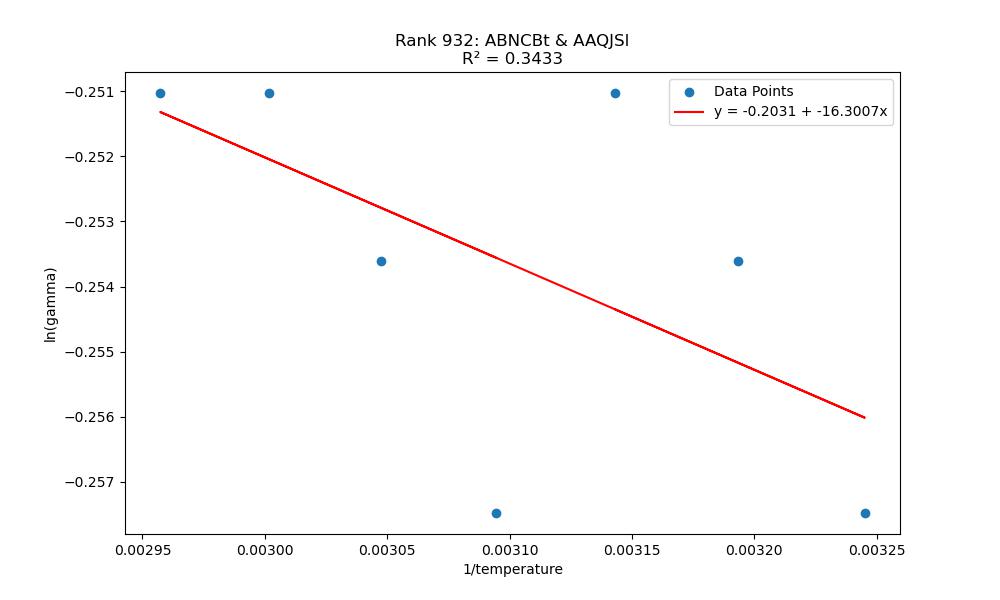 Rank 932: ABNCBt & AAQJSI
R² = 0.3433
Data Points
y = -0.2031 + -16.3007x
−0.251
−0.252
−0.253
−0.254
−0.255
−0.256
−0.257
ln(gamma)
0.00295 0.00300 0.00305 0.00310 0.00315 0.00320 0.00325
1/temperature